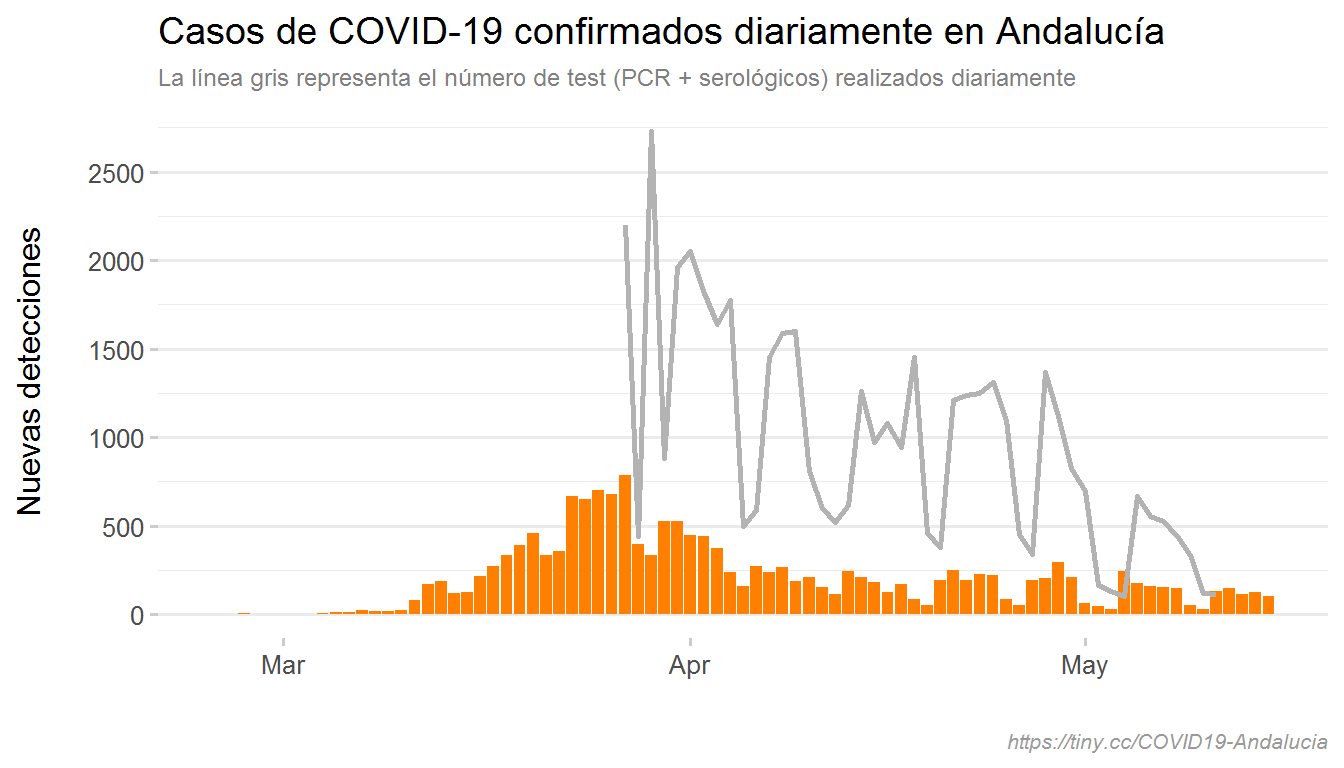 Casos de COVID-19 confirmados diariamente en Andalucía
La línea gris representa el número de test (PCR + serológicos) realizados diariamente
Nuevas detecciones
2500
2000
1500
1000
500
0
Mar Apr May
https://tiny.cc/COVID19-Andalucia